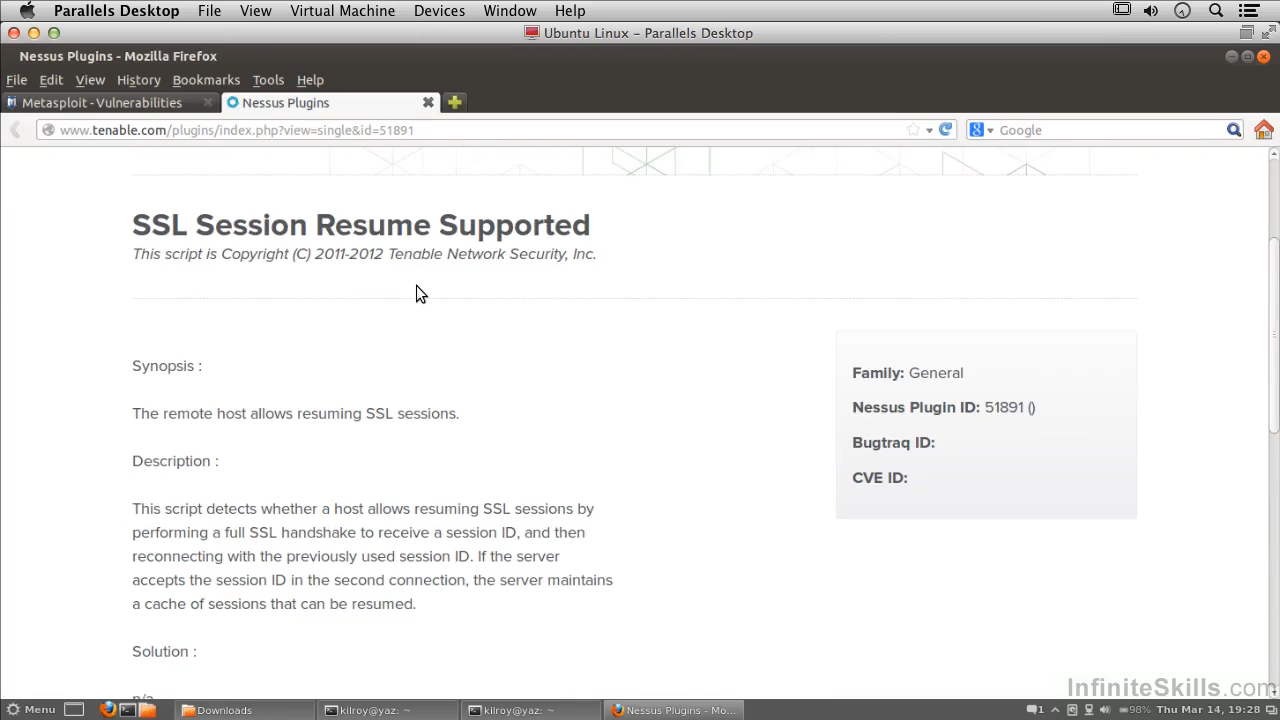 Parallels Desktop File View Virtual Machine Devices Window Help
Ubuntu Linux – Parallels Desktop
Nessus Plugins - Mozilla Firefox
File Edit View History Bookmarks Tools Help
Metasploit - Vulnerabilities Nessus Plugins
www.tenable.com/plugins/index.php?view=single&id=51891 Google
SSL Session Resume Supported
This script is Copyright (C) 2011-2012 Tenable Network Security, Inc.
Synopsis :
The remote host allows resuming SSL sessions.
Description :
This script detects whether a host allows resuming SSL sessions by
performing a full SSL handshake to receive a session ID, and then
reconnecting with the previously used session ID. If the server
accepts the session ID in the second connection, the server maintains
a cache of sessions that can be resumed.
Solution :
n/a
Family: General
Nessus Plugin ID: 51891 ()
Bugtraq ID:
CVE ID:
InfiniteSkills.com
Menu Downloads kilroy@yaz: ~ kilroy@yaz: ~ Nessus Plugins - Mo... 1 98% Thu Mar 14, 19:28